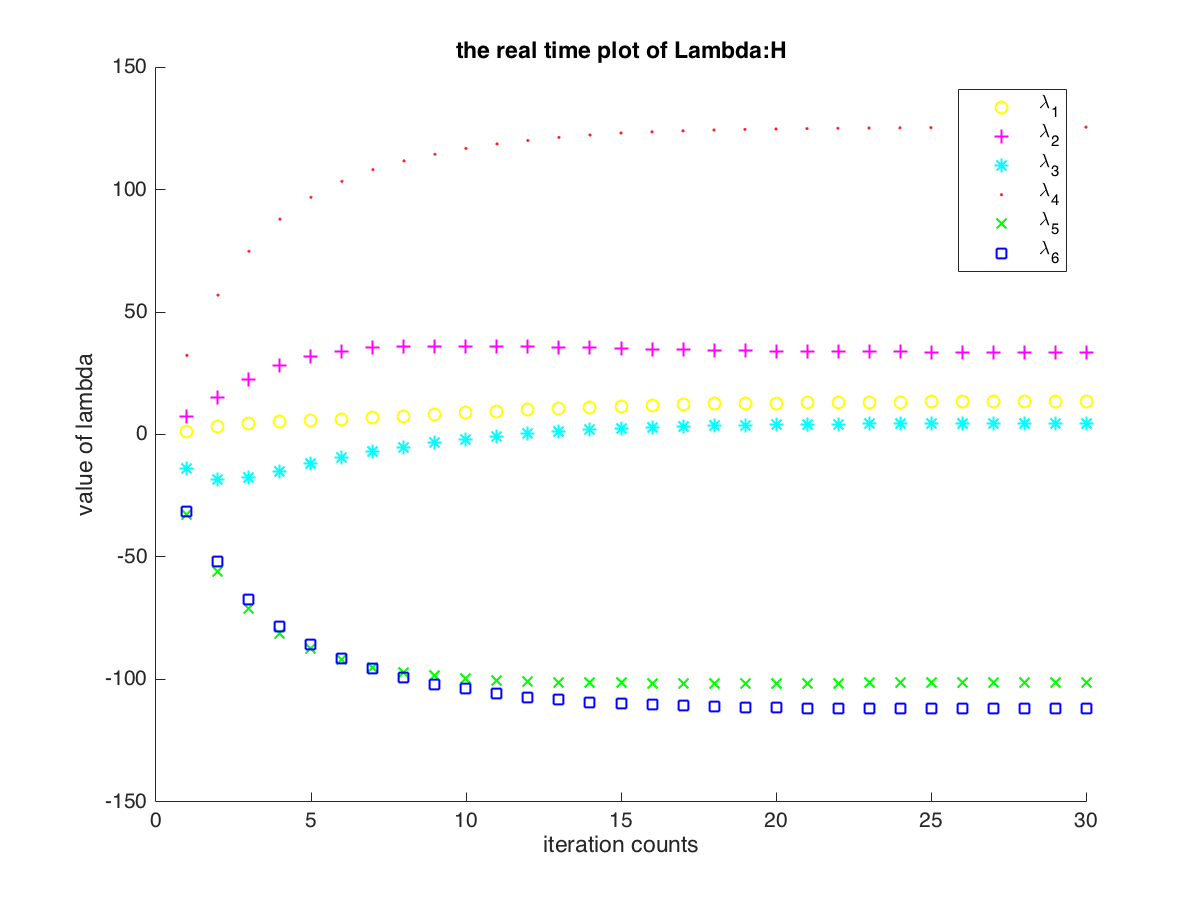 the real time plot of Lambda:H
150
100
50
0
-50
-100
-150
value of lambda
0 5 10 15 20 25 30
iteration counts
λ1
λ2
λ3
λ4
λ5
λ6